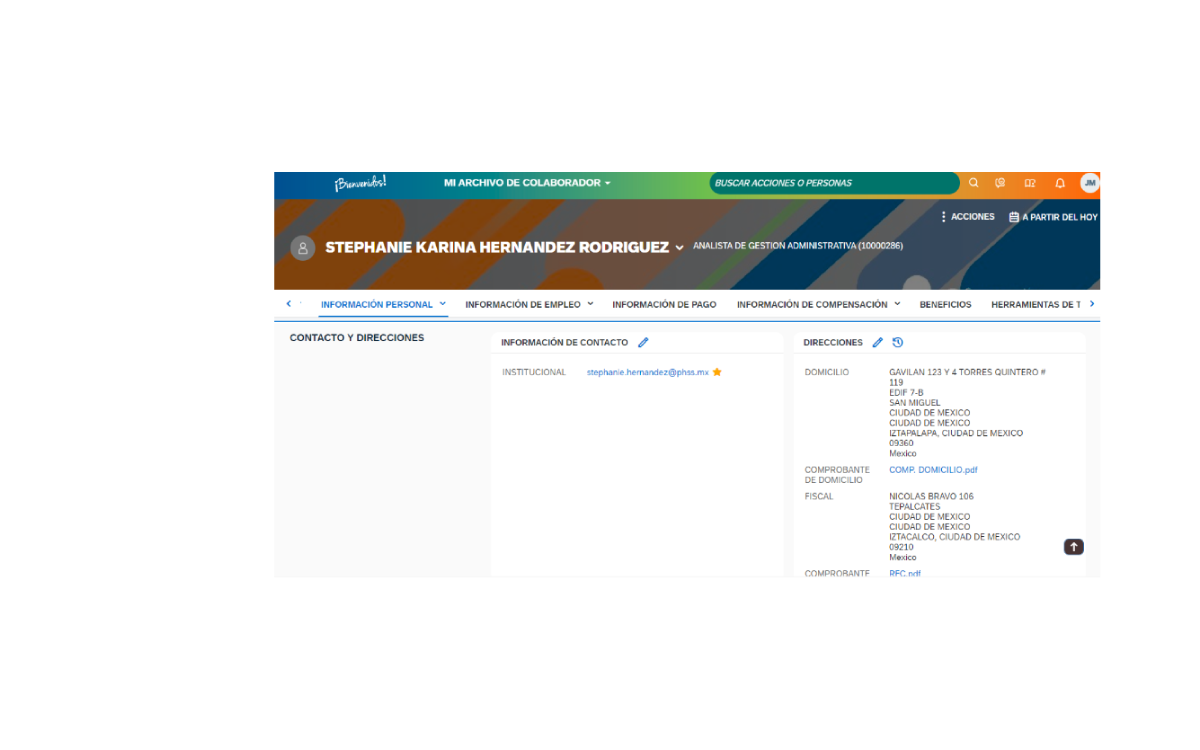 ¡Bienvenidos!
MI ARCHIVO DE COLABORADOR
BUSCAR ACCIONES O PERSONAS
JM
ACCIONES
A PARTIR DEL HOY
STEPHANIE KARINA HERNANDEZ RODRIGUEZ
ANALISTA DE GESTION ADMINISTRATIVA (10000286)
INFORMACIÓN PERSONAL
INFORMACIÓN DE EMPLEO
INFORMACIÓN DE PAGO
INFORMACIÓN DE COMPENSACIÓN
BENEFICIOS
HERRAMIENTAS DE T
CONTACTO Y DIRECCIONES
INFORMACIÓN DE CONTACTO
INSTITUCIONAL
stephanie.hernandez@phss.mx
DIRECCIONES
DOMICILIO
GAVILAN 123 Y 4 TORRES QUINTERO #
119
EDIF 7-B
SAN MIGUEL
CIUDAD DE MEXICO
CIUDAD DE MEXICO
IZTAPALAPA, CIUDAD DE MEXICO
09360
Mexico
COMPROBANTE
DE DOMICILIO
COMP. DOMICILIO.pdf
FISCAL
NICOLAS BRAVO 106
TEPALCATES
CIUDAD DE MEXICO
CIUDAD DE MEXICO
IZTACALCO, CIUDAD DE MEXICO
09210
Mexico
COMPROBANTE
RFC.pdf